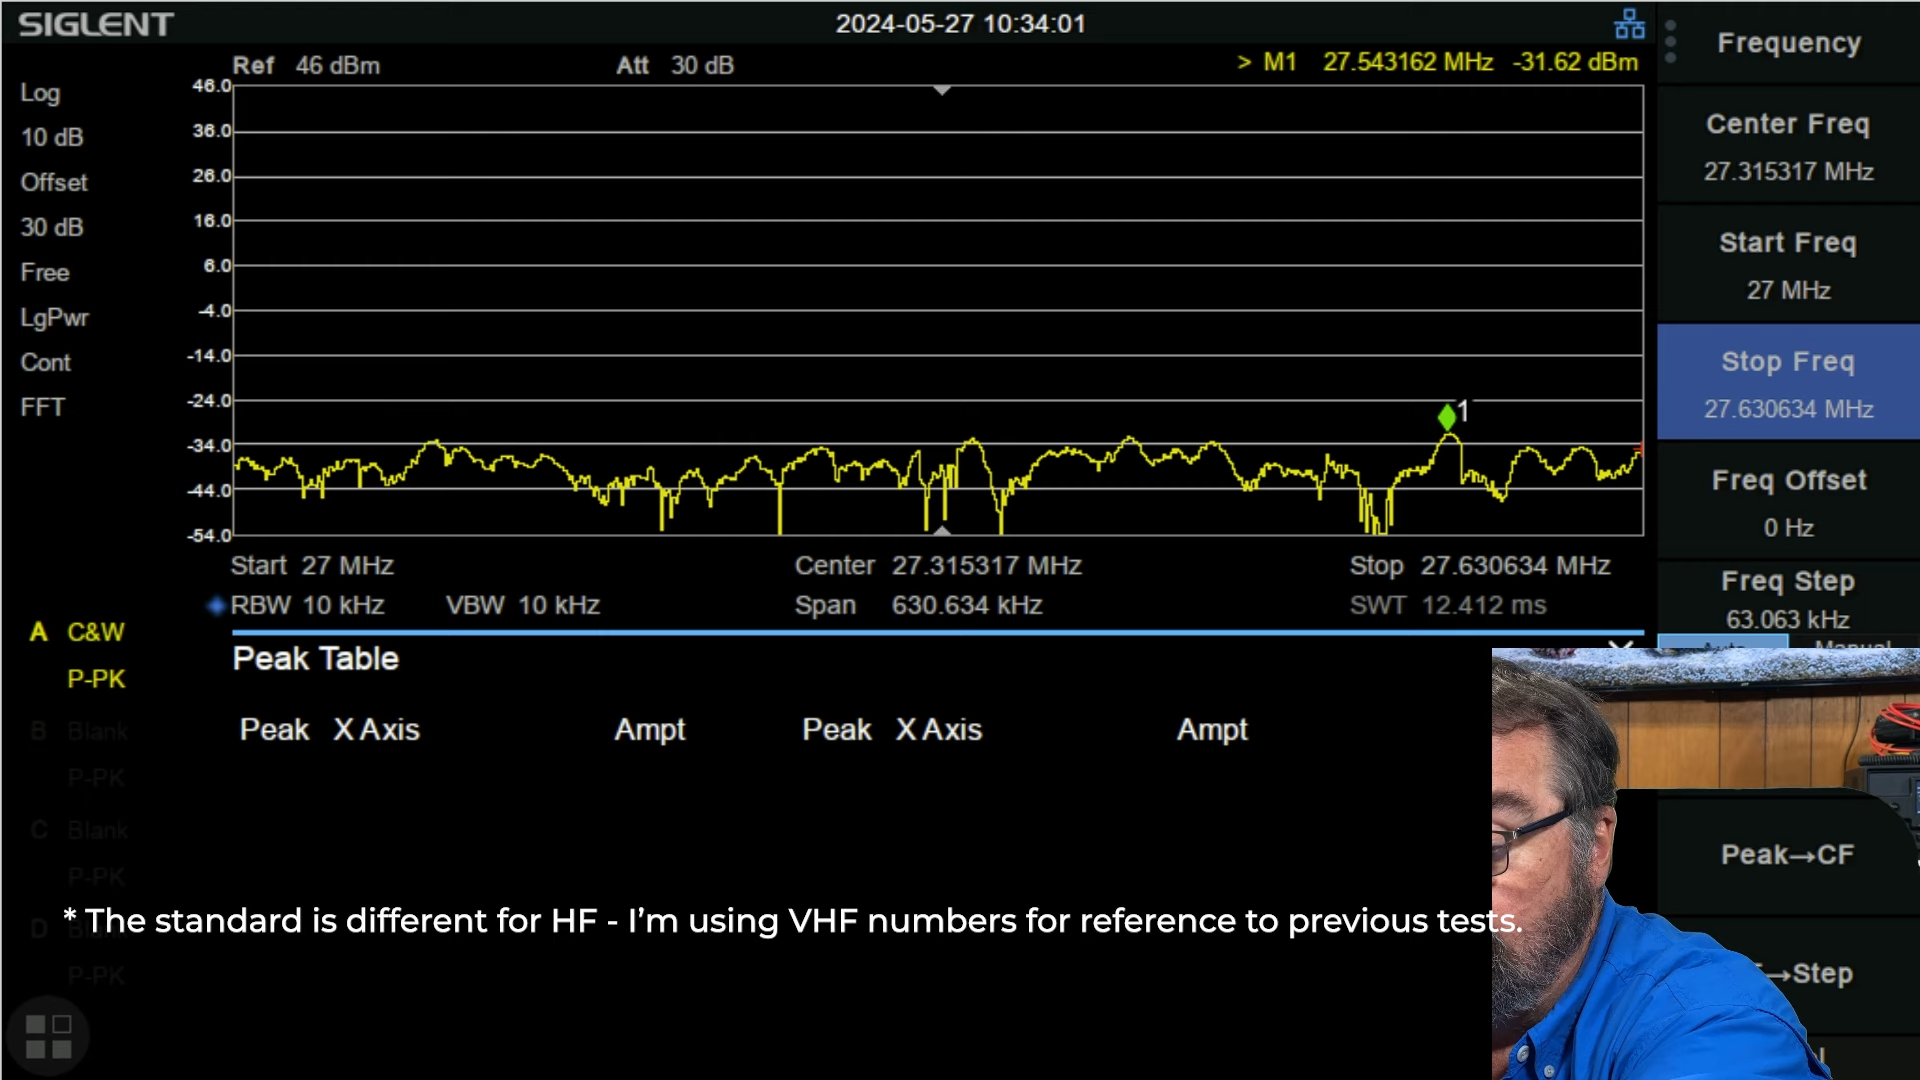 SIGLENT
2024-05-27 10:34:01
Frequency
Ref 46 dBm
Att 30 dB
> M1 27.543162 MHz -31.62 dBm
Log
10 dB
Offset
30 dB
Free
LgPwr
Cont
FFT
46.0
36.0
26.0
16.0
6.0
-4.0
-14.0
-24.0
-34.0
-44.0
-54.0
1
Center Freq
27.315317 MHz
Start Freq
27 MHz
Stop Freq
27.630634 MHz
Freq Offset
0 Hz
Freq Step
63.063 kHz
Start 27 MHz
Center 27.315317 MHz
Stop 27.630634 MHz
RBW 10 kHz
VBW 10 kHz
Span 630.634 kHz
SWT 12.412 ms
A C&W
P-PK
B Blank
P-PK
C Blank
P-PK
D
P-PK
Peak Table
Peak X Axis Ampt Peak X Axis Ampt
Peak→CF
→Step
* The standard is different for HF - I'm using VHF numbers for reference to previous tests.